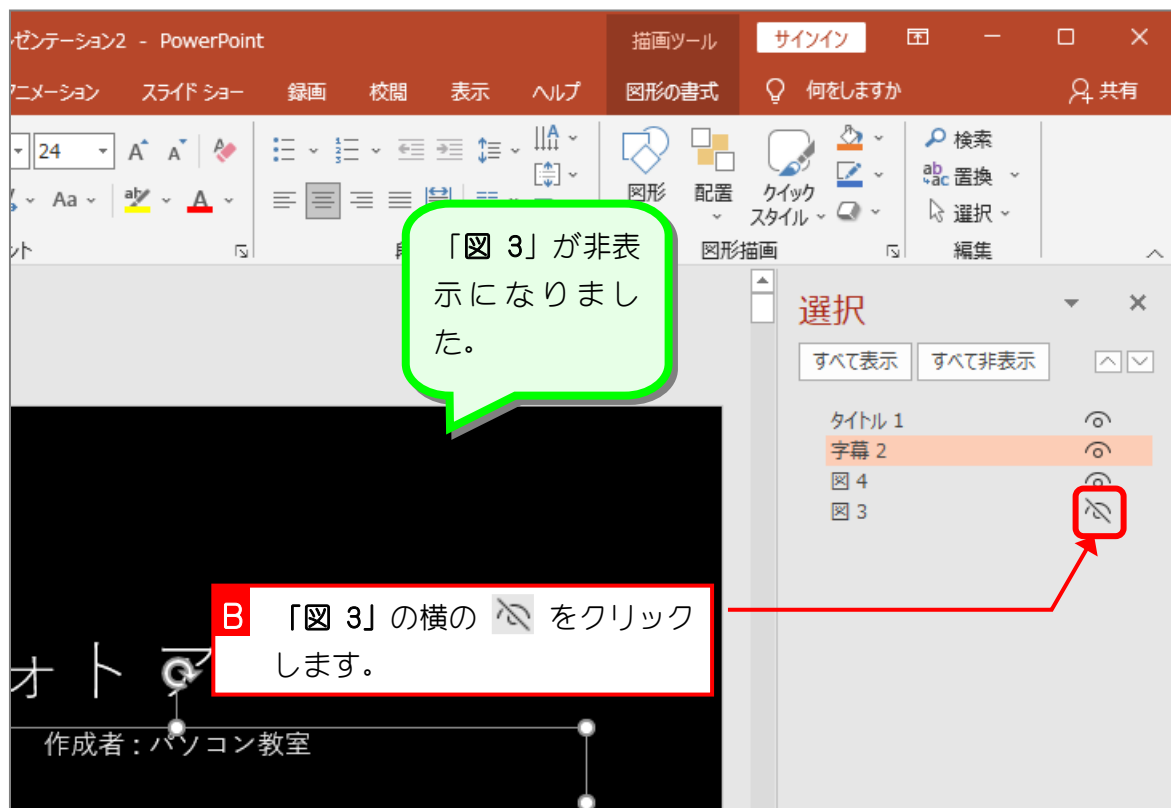 ゼンテーション2 - PowerPoint
描画ツール
サインイン
アニメーション スライド ショー 録画 校閲 表示 ヘルプ 図形の書式 何をしますか 共有
24 A A
Aa ab A
図形 配置 クイック
スタイル
検索
ab
ac 置換
選択
図形描画 編集
「図 3」が非表
示になりまし
た。
選択
すべて表示 すべて非表示
タイトル 1
字幕 2
図 4
図 3
B 「図 3」の横の をクリック
します。
ォト
作成者：パソコン教室